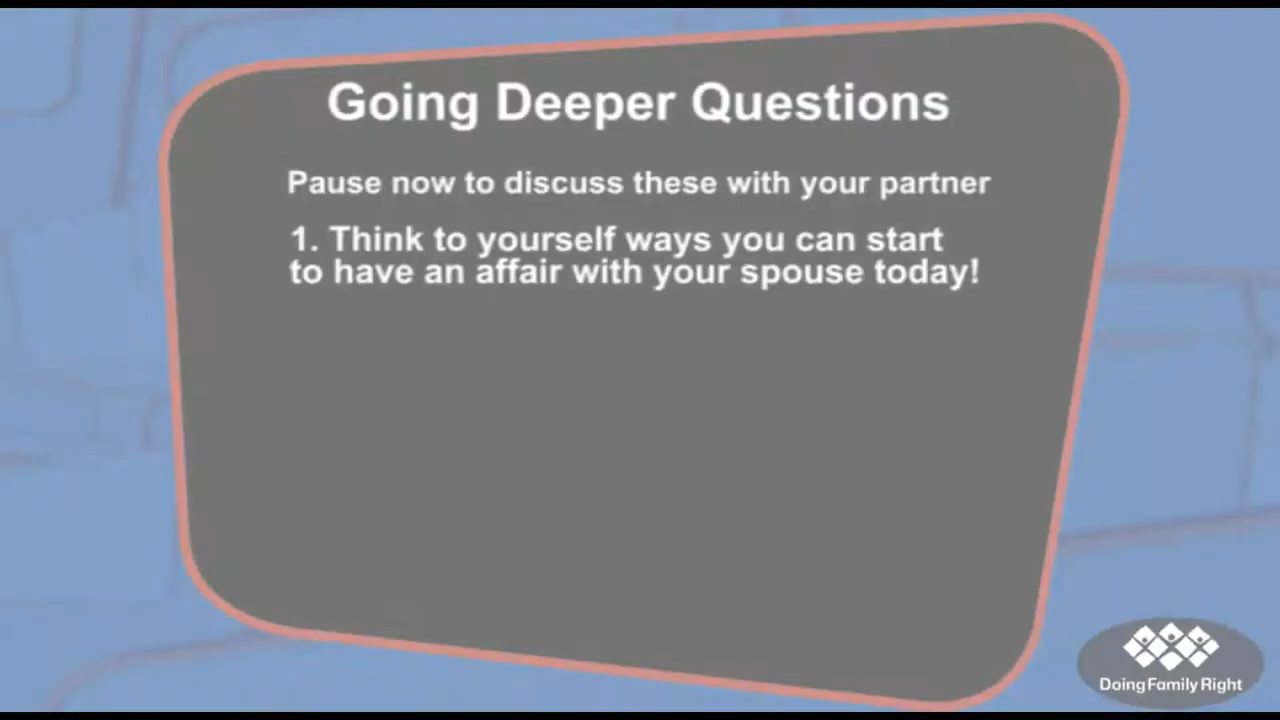 Going Deeper Questions
Pause now to discuss these with your partner
1. Think to yourself ways you can start
to have an affair with your spouse today!
Doing Family Right